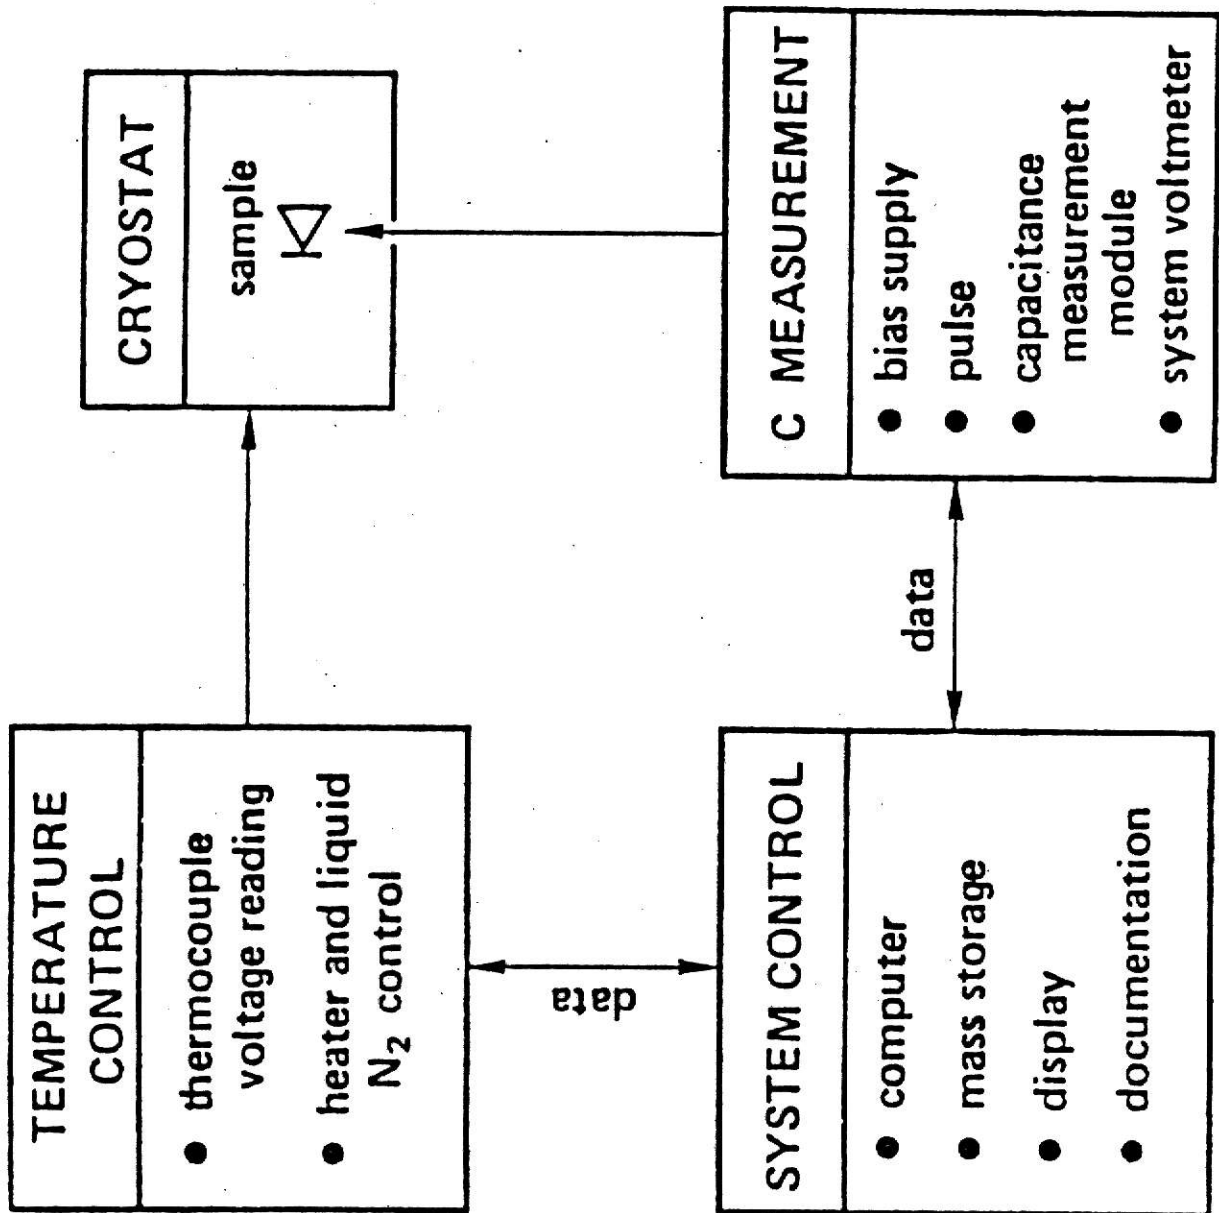 TEMPERATURE
CONTROL
● thermocouple
voltage reading
● heater and liquid
N₂ control
CRYOSTAT
sample
data
SYSTEM CONTROL
● computer
● mass storage
● display
● documentation
data
C MEASUREMENT
● bias supply
● pulse
● capacitance
measurement
module
● system voltmeter